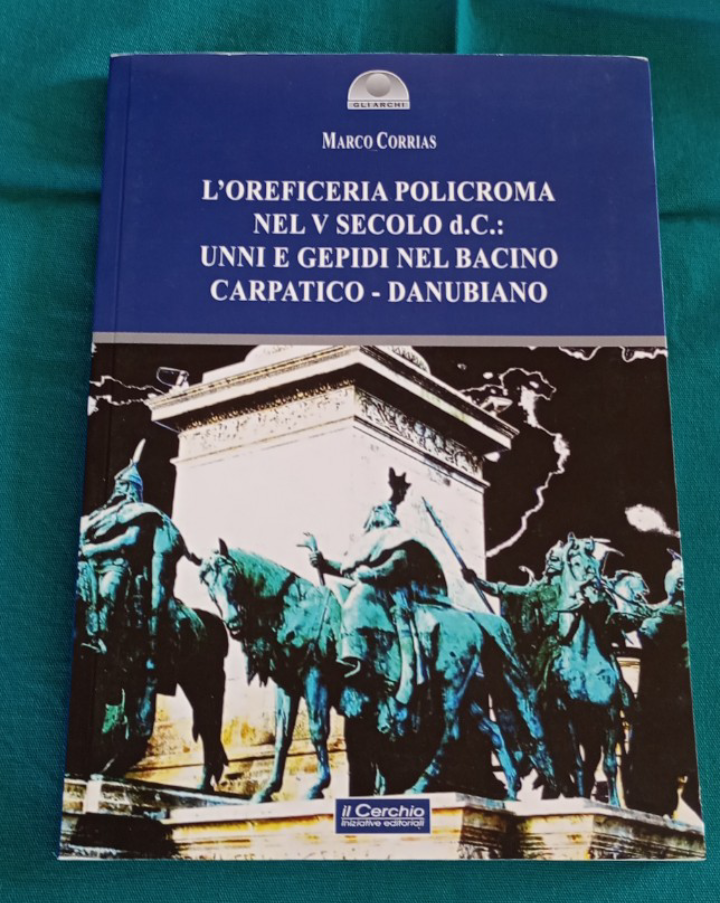 GLI ARCHI
MARCO CORRIAS
L'OREFICERIA POLICROMA
NEL V SECOLO d.C.:
UNNI E GEPIDI NEL BACINO
CARPATICO - DANUBIANO
il Cerchio
iniziative editoriali